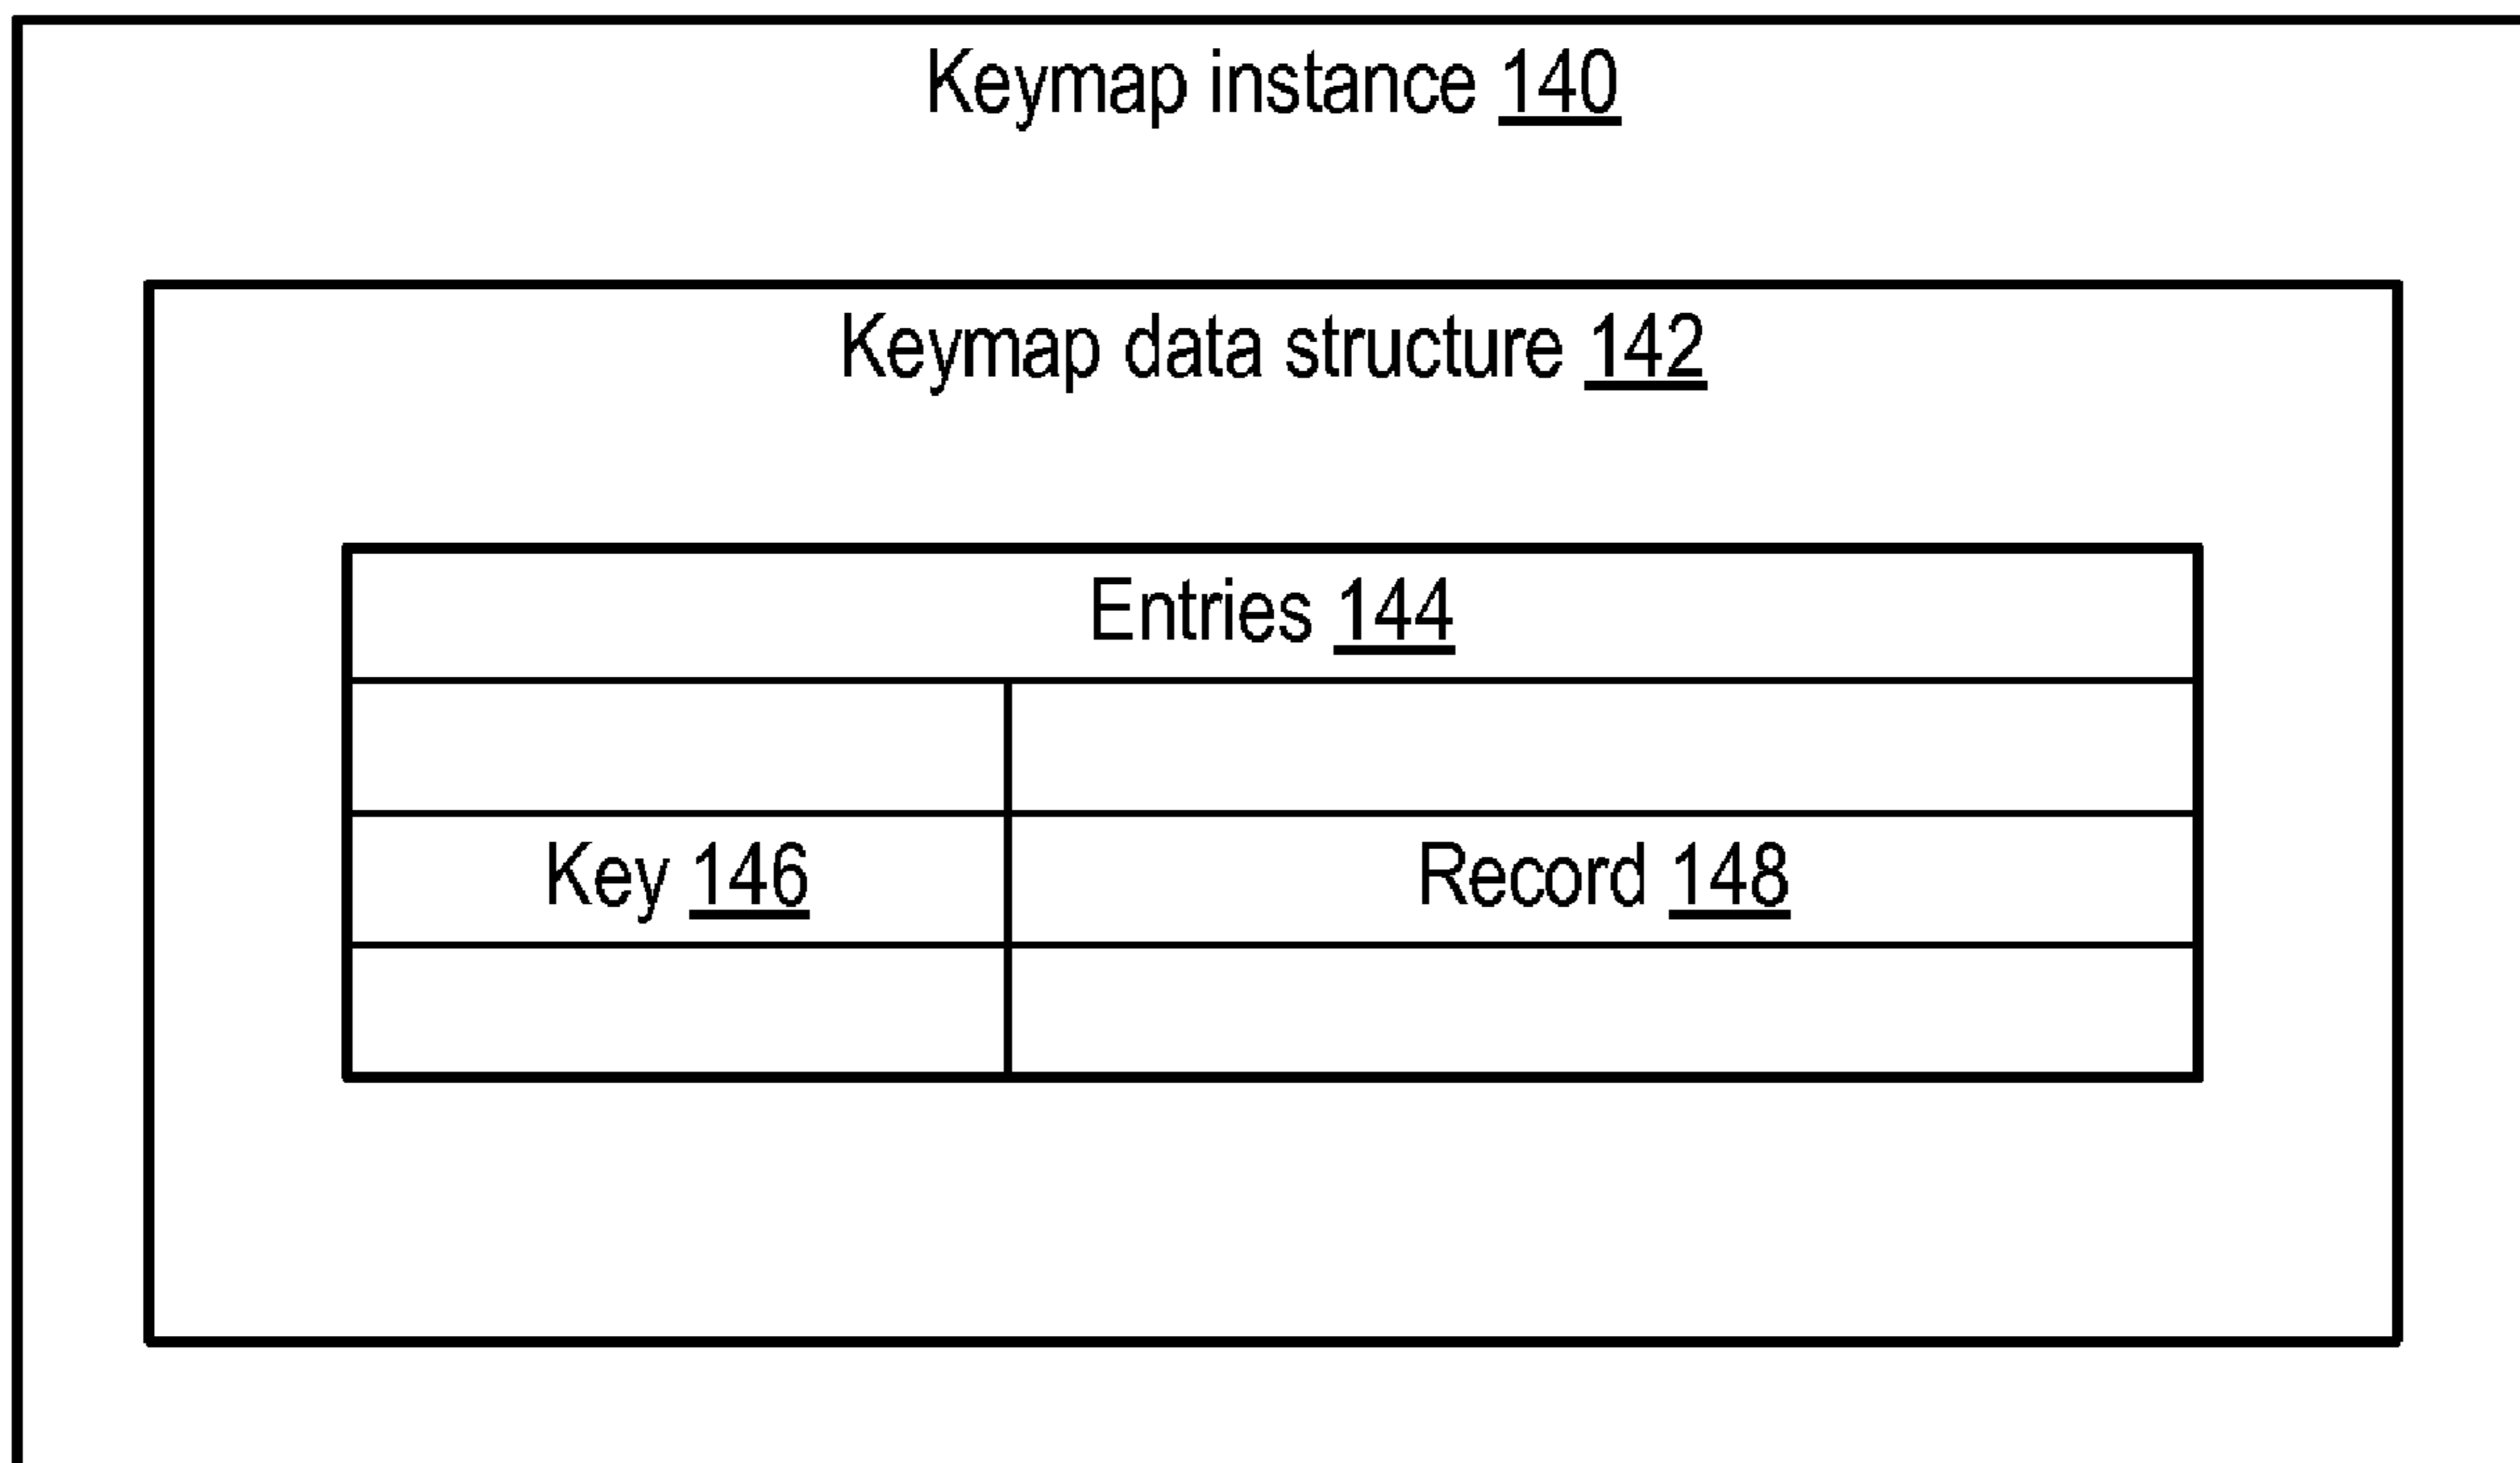 Keymap instance 140
Keymap data structure 142
Entries 144
Key 146 Record 148